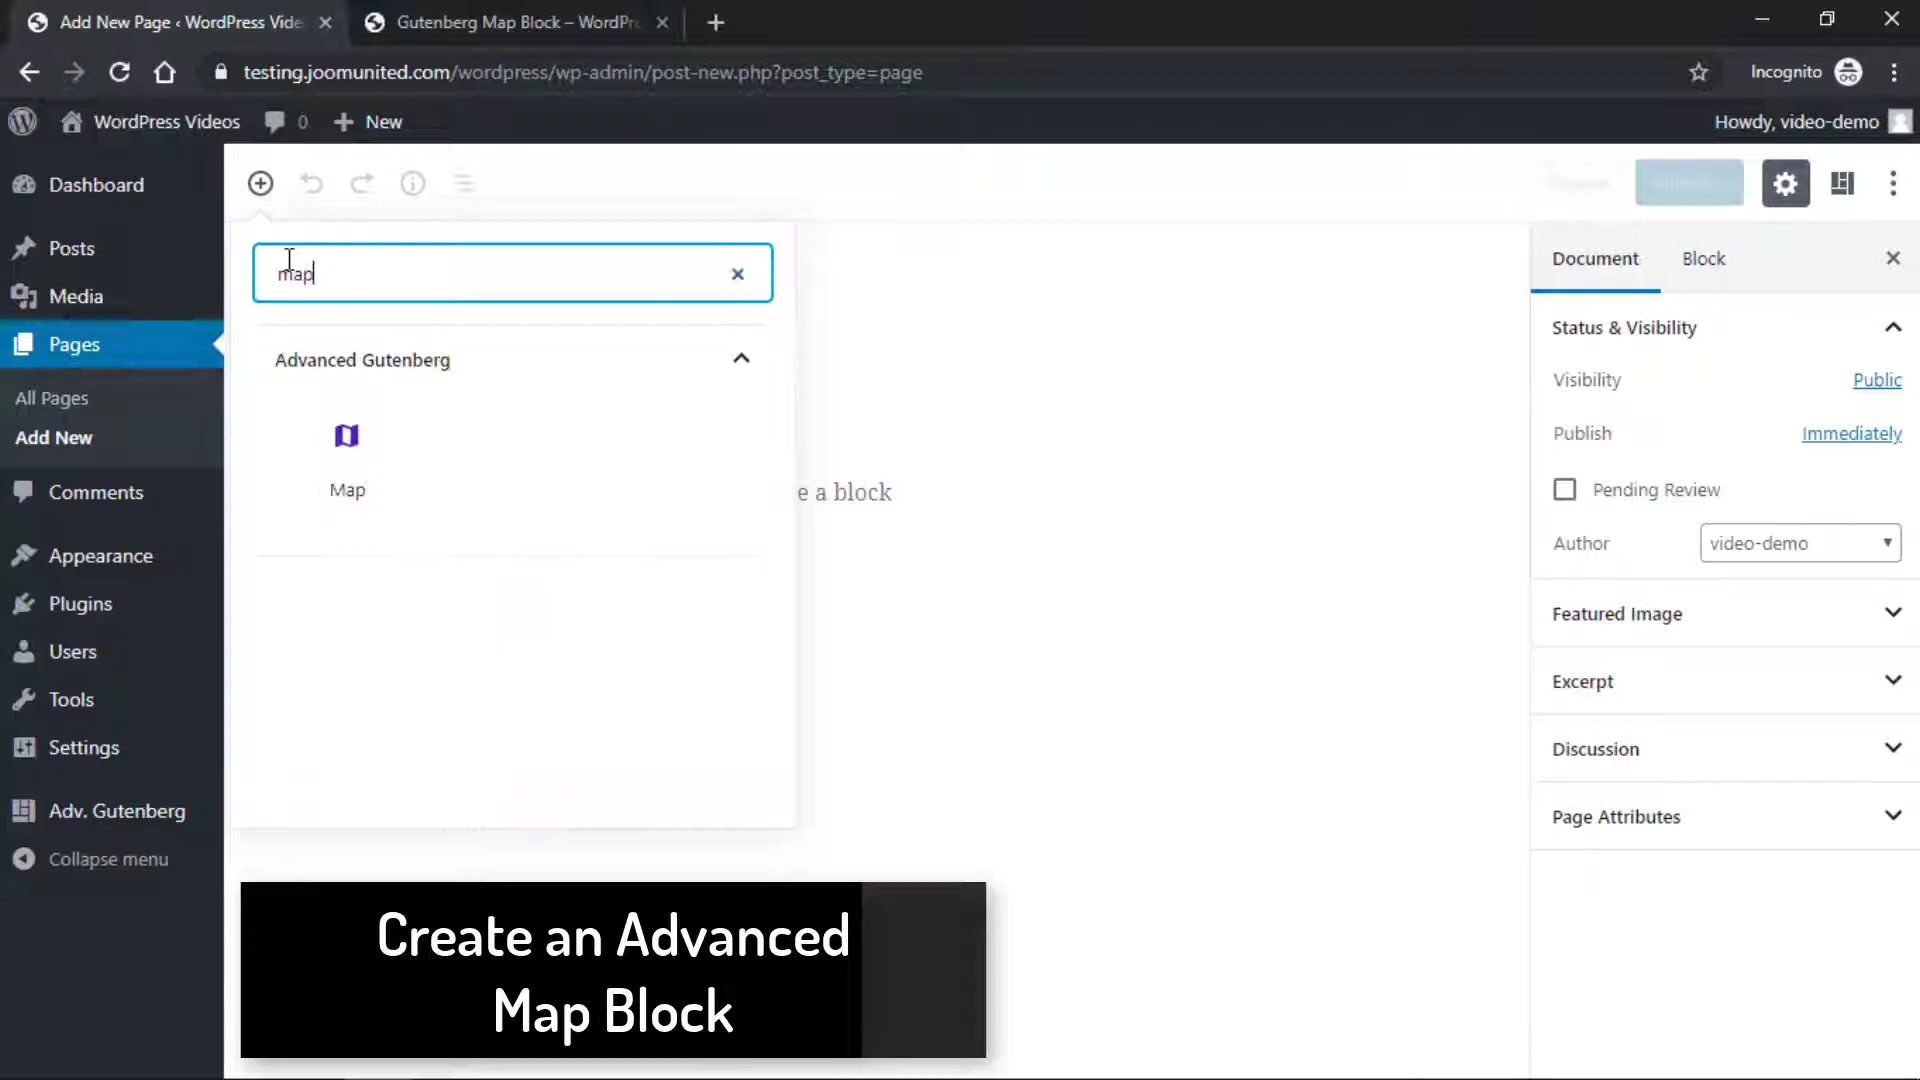 Add New Page ‹ WordPress Vide
Gutenberg Map Block – WordPr
testing.joomunited.com/wordpress/wp-admin/post-new.php?post_type=page
Incognito
WordPress Videos
0
New
Howdy, video-demo
Dashboard
Posts
Media
Pages
All Pages
Add New
Comments
Appearance
Plugins
Users
Tools
Settings
Adv. Gutenberg
Collapse menu
map
Advanced Gutenberg
Map
e a block
Document
Block
Status & Visibility
Visibility
Public
Publish
Immediately
Pending Review
Author
video-demo
Featured Image
Excerpt
Discussion
Page Attributes
Create an Advanced
Map Block